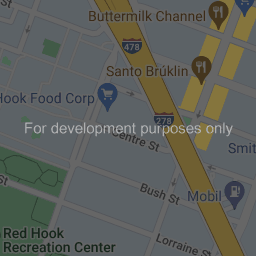 Buttermilk Channel
478
Santo Brúklin
Hook Food Corp
For development purposes only
278
Centre St
Smit
St
Bush St
Mobil
Red Hook
Recreation Center
Lorraine St